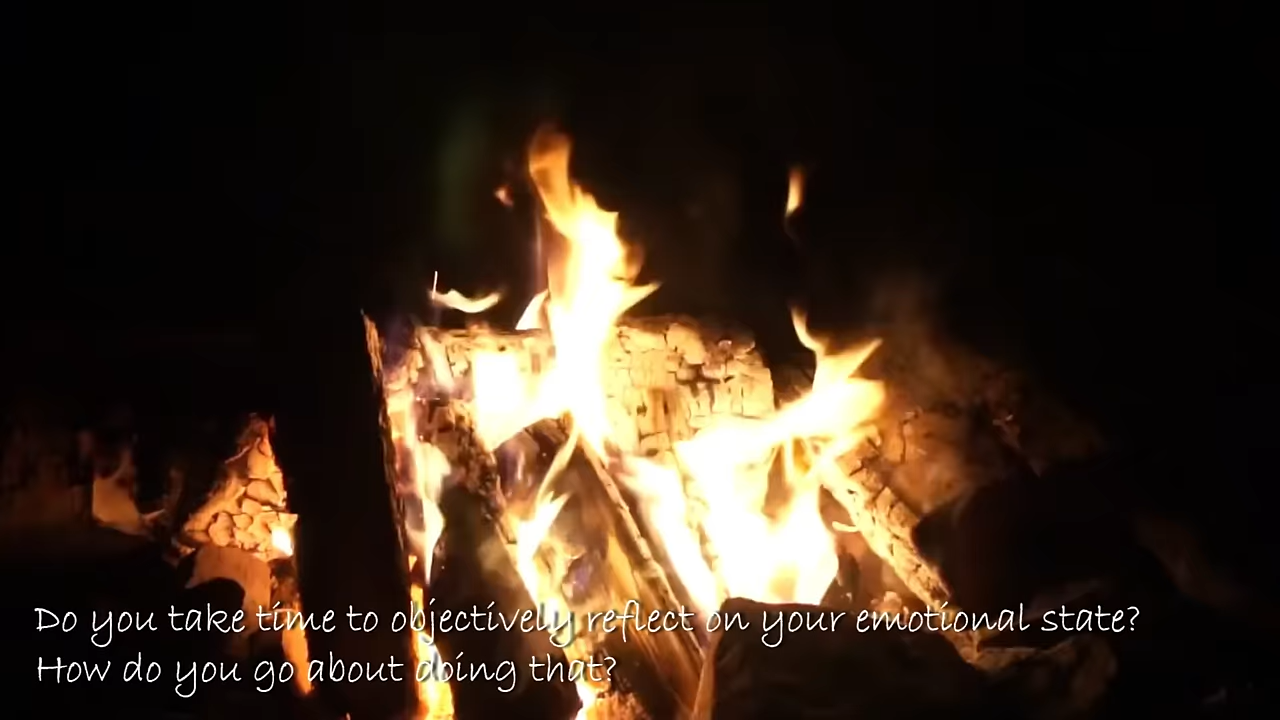 Do you take time to objectively reflect on your emotional state?
How do you go about doing that?